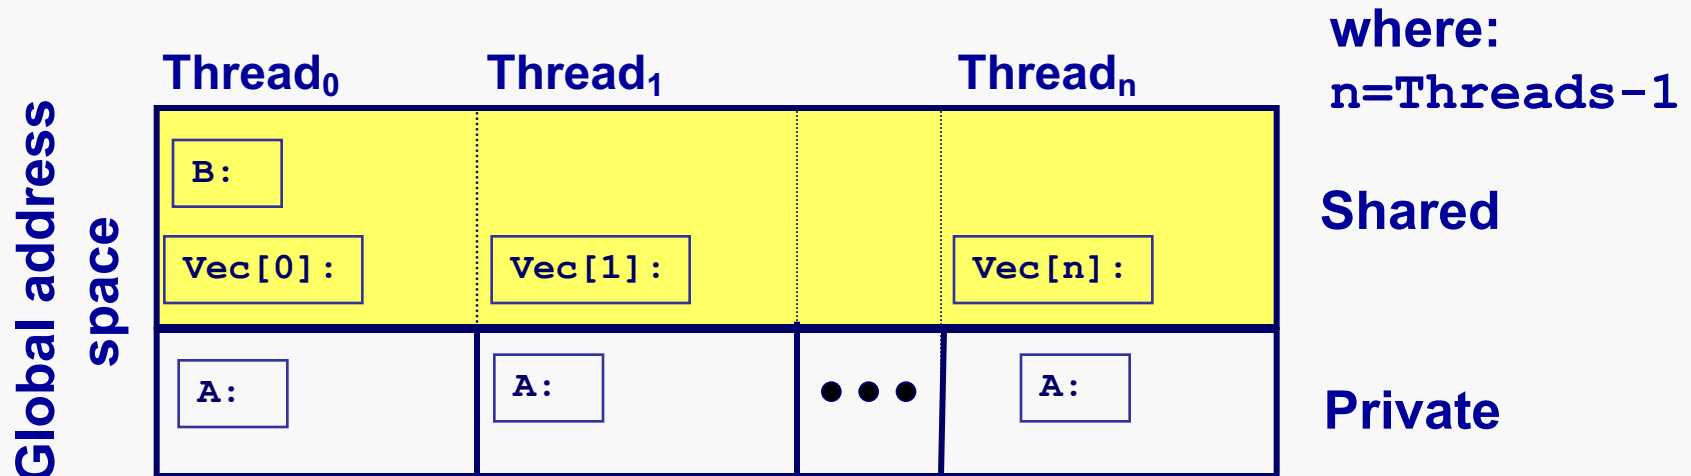 where:
n=Threads-1
Thread₀ Thread₁ Threadₙ
Global address
space
B:
Shared
Vec[0]: Vec[1]: Vec[n]:
A: A: A:
Private